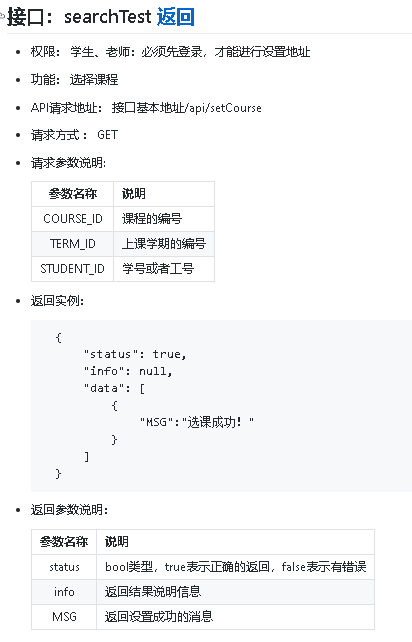 接口：searchTest 返回
权限： 学生、老师：必须先登录，才能进行设置地址
功能： 选择课程
API请求地址： 接口基本地址/api/setCourse
请求方式： GET
请求参数说明:
参数名称 说明
COURSE_ID 课程的编号
TERM_ID 上课学期的编号
STUDENT_ID 学号或者工号
返回实例:
{
"status": true,
"info": null,
"data": [
{
"MSG":"选课成功！"
}
]
}
返回参数说明：
参数名称 说明
status bool类型，true表示正确的返回，false表示有错误
info 返回结果说明信息
MSG 返回设置成功的消息